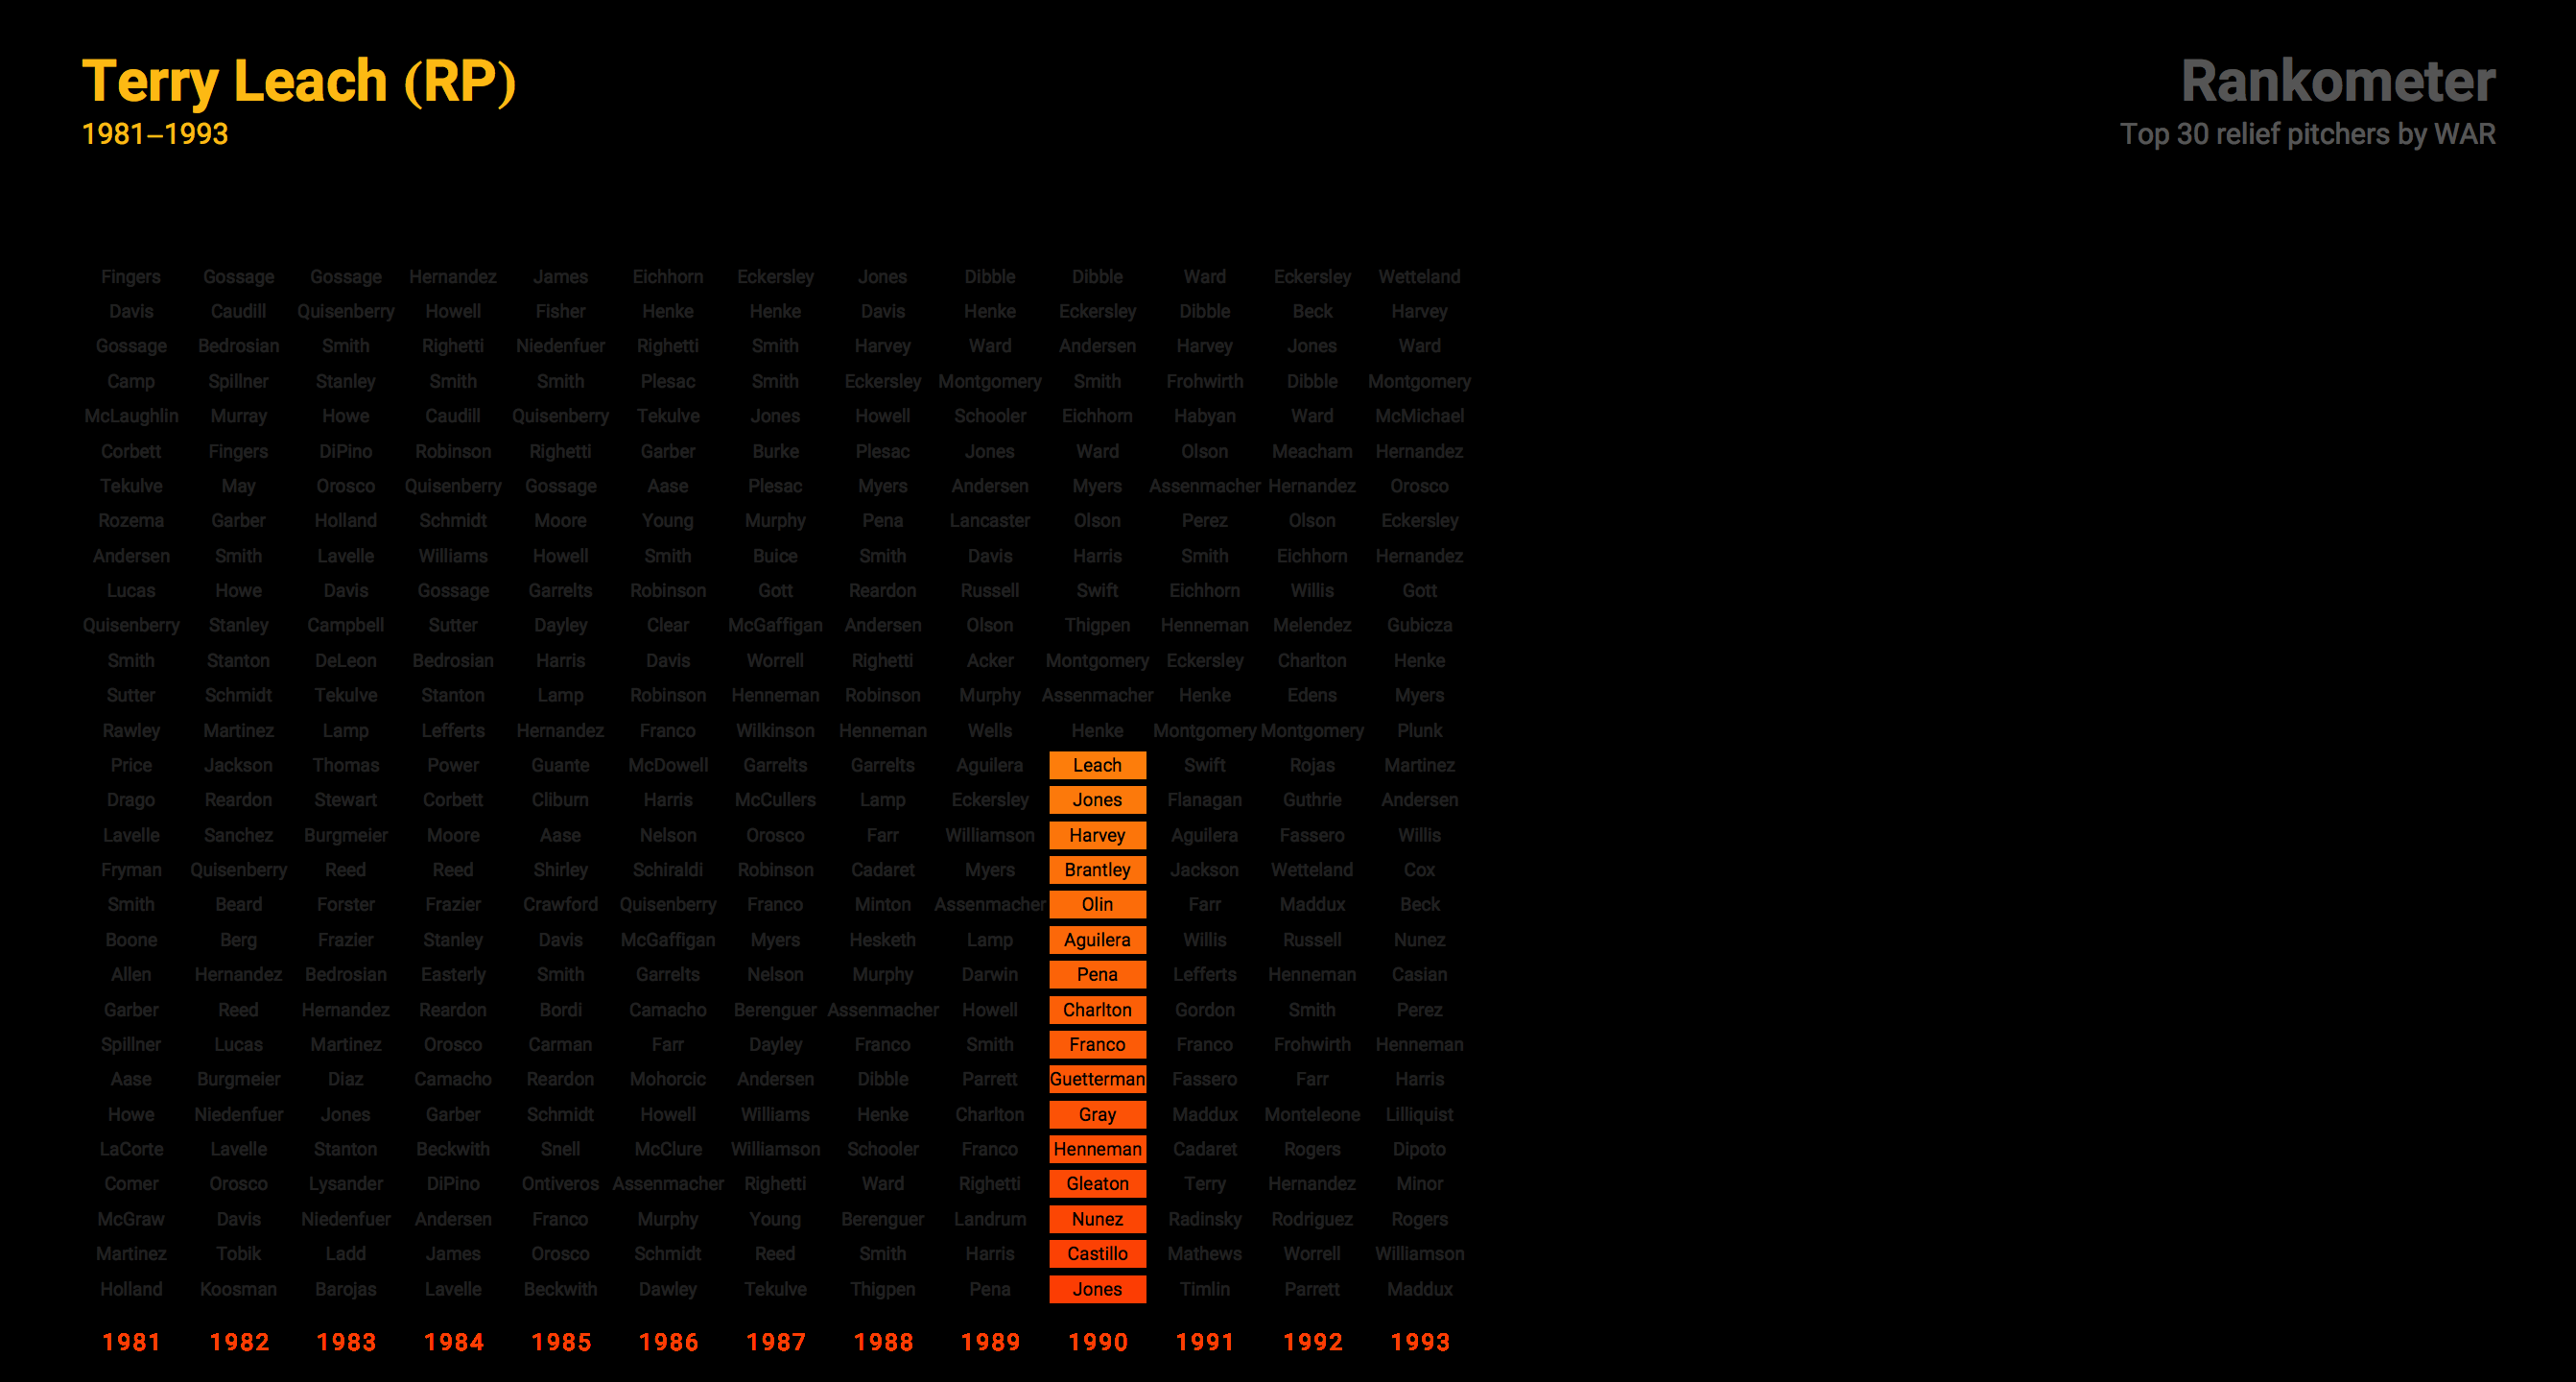 Terry Leach (RP)
1981–1993
Rankometer
Top 30 relief pitchers by WAR
Fingers Gossage Gossage Hernandez James Eichhorn Eckersley Jones Dibble Dibble Ward Eckersley Wetteland
Davis Caudill Quisenberry Howell Fisher Henke Henke Davis Henke Eckersley Dibble Beck Harvey
Gossage Bedrosian Smith Righetti Niedenfuer Righetti Smith Harvey Ward Andersen Harvey Jones Ward
Camp Spillner Stanley Smith Smith Plesac Smith Eckersley Montgomery Smith Frohwirth Dibble Montgomery
McLaughlin Murray Howe Caudill Quisenberry Tekulve Jones Howell Schooler Eichhorn Habyan Ward McMichael
Corbett Fingers DiPino Robinson Righetti Garber Burke Plesac Jones Ward Olson Meacham Hernandez
Tekulve May Orosco Quisenberry Gossage Aase Plesac Myers Andersen Myers Assenmacher Hernandez Orosco
Rozema Garber Holland Schmidt Moore Young Murphy Pena Lancaster Olson Perez Olson Eckersley
Andersen Smith Lavelle Williams Howell Smith Buice Smith Davis Harris Smith Eichhorn Hernandez
Lucas Howe Davis Gossage Garrelts Robinson Gott Reardon Russell Swift Eichhorn Willis Gott
Quisenberry Stanley Campbell Sutter Dayley Clear McGaffigan Andersen Olson Thigpen Henneman Melendez Gubicza
Smith Stanton DeLeon Bedrosian Harris Davis Worrell Righetti Acker Montgomery Eckersley Charlton Henke
Sutter Schmidt Tekulve Stanton Lamp Robinson Henneman Robinson Murphy Assenmacher Henke Edens Myers
Rawley Martinez Lamp Lefferts Hernandez Franco Wilkinson Henneman Wells Henke Montgomery Montgomery Plunk
Price Jackson Thomas Power Guante McDowell Garrelts Garrelts Aguilera Leach Swift Rojas Martinez
Drago Reardon Stewart Corbett Cliburn Harris McCullers Lamp Eckersley Jones Flanagan Guthrie Andersen
Lavelle Sanchez Burgmeier Moore Aase Nelson Orosco Farr Williamson Harvey Aguilera Fassero Willis
Fryman Quisenberry Reed Reed Shirley Schiraldi Robinson Cadaret Myers Brantley Jackson Wetteland Cox
Smith Beard Forster Frazier Crawford Quisenberry Franco Minton Assenmacher Olin Farr Maddux Beck
Boone Berg Frazier Stanley Davis McGaffigan Myers Hesketh Lamp Aguilera Willis Russell Nunez
Allen Hernandez Bedrosian Easterly Smith Garrelts Nelson Murphy Darwin Pena Lefferts Henneman Casian
Garber Reed Hernandez Reardon Bordi Camacho Berenguer Assenmacher Howell Charlton Gordon Smith Perez
Spillner Lucas Martinez Orosco Carman Farr Dayley Franco Smith Franco Franco Frohwirth Henneman
Aase Burgmeier Diaz Camacho Reardon Mohorcic Andersen Dibble Parrett Guetterman Fassero Farr Harris
Howe Niedenfuer Jones Garber Schmidt Howell Williams Henke Charlton Gray Maddux Monteleone Lilliquist
LaCorte Lavelle Stanton Beckwith Snell McClure Williamson Schooler Franco Henneman Cadaret Rogers Dipoto
Comer Orosco Lysander DiPino Ontiveros Assenmacher Righetti Ward Righetti Gleaton Terry Hernandez Minor
McGraw Davis Niedenfuer Andersen Franco Murphy Young Berenguer Landrum Nunez Radinsky Rodriguez Rogers
Martinez Tobik Ladd James Orosco Schmidt Reed Smith Harris Castillo Mathews Worrell Williamson
Holland Koosman Barojas Lavelle Beckwith Dawley Tekulve Thigpen Pena Jones Timlin Parrett Maddux
1981 1982 1983 1984 1985 1986 1987 1988 1989 1990 1991 1992 1993